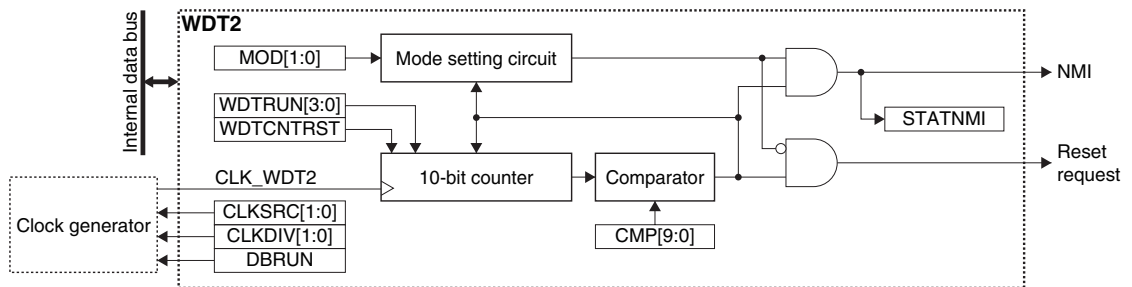 WDT2
Internal data bus
MOD[1:0]
Mode setting circuit
NMI
WDTRUN[3:0]
WDTCNTRST
STATNMI
CLK_WDT2
10-bit counter
Comparator
Reset
request
Clock generator
CLKSRC[1:0]
CLKDIV[1:0]
DBRUN
CMP[9:0]